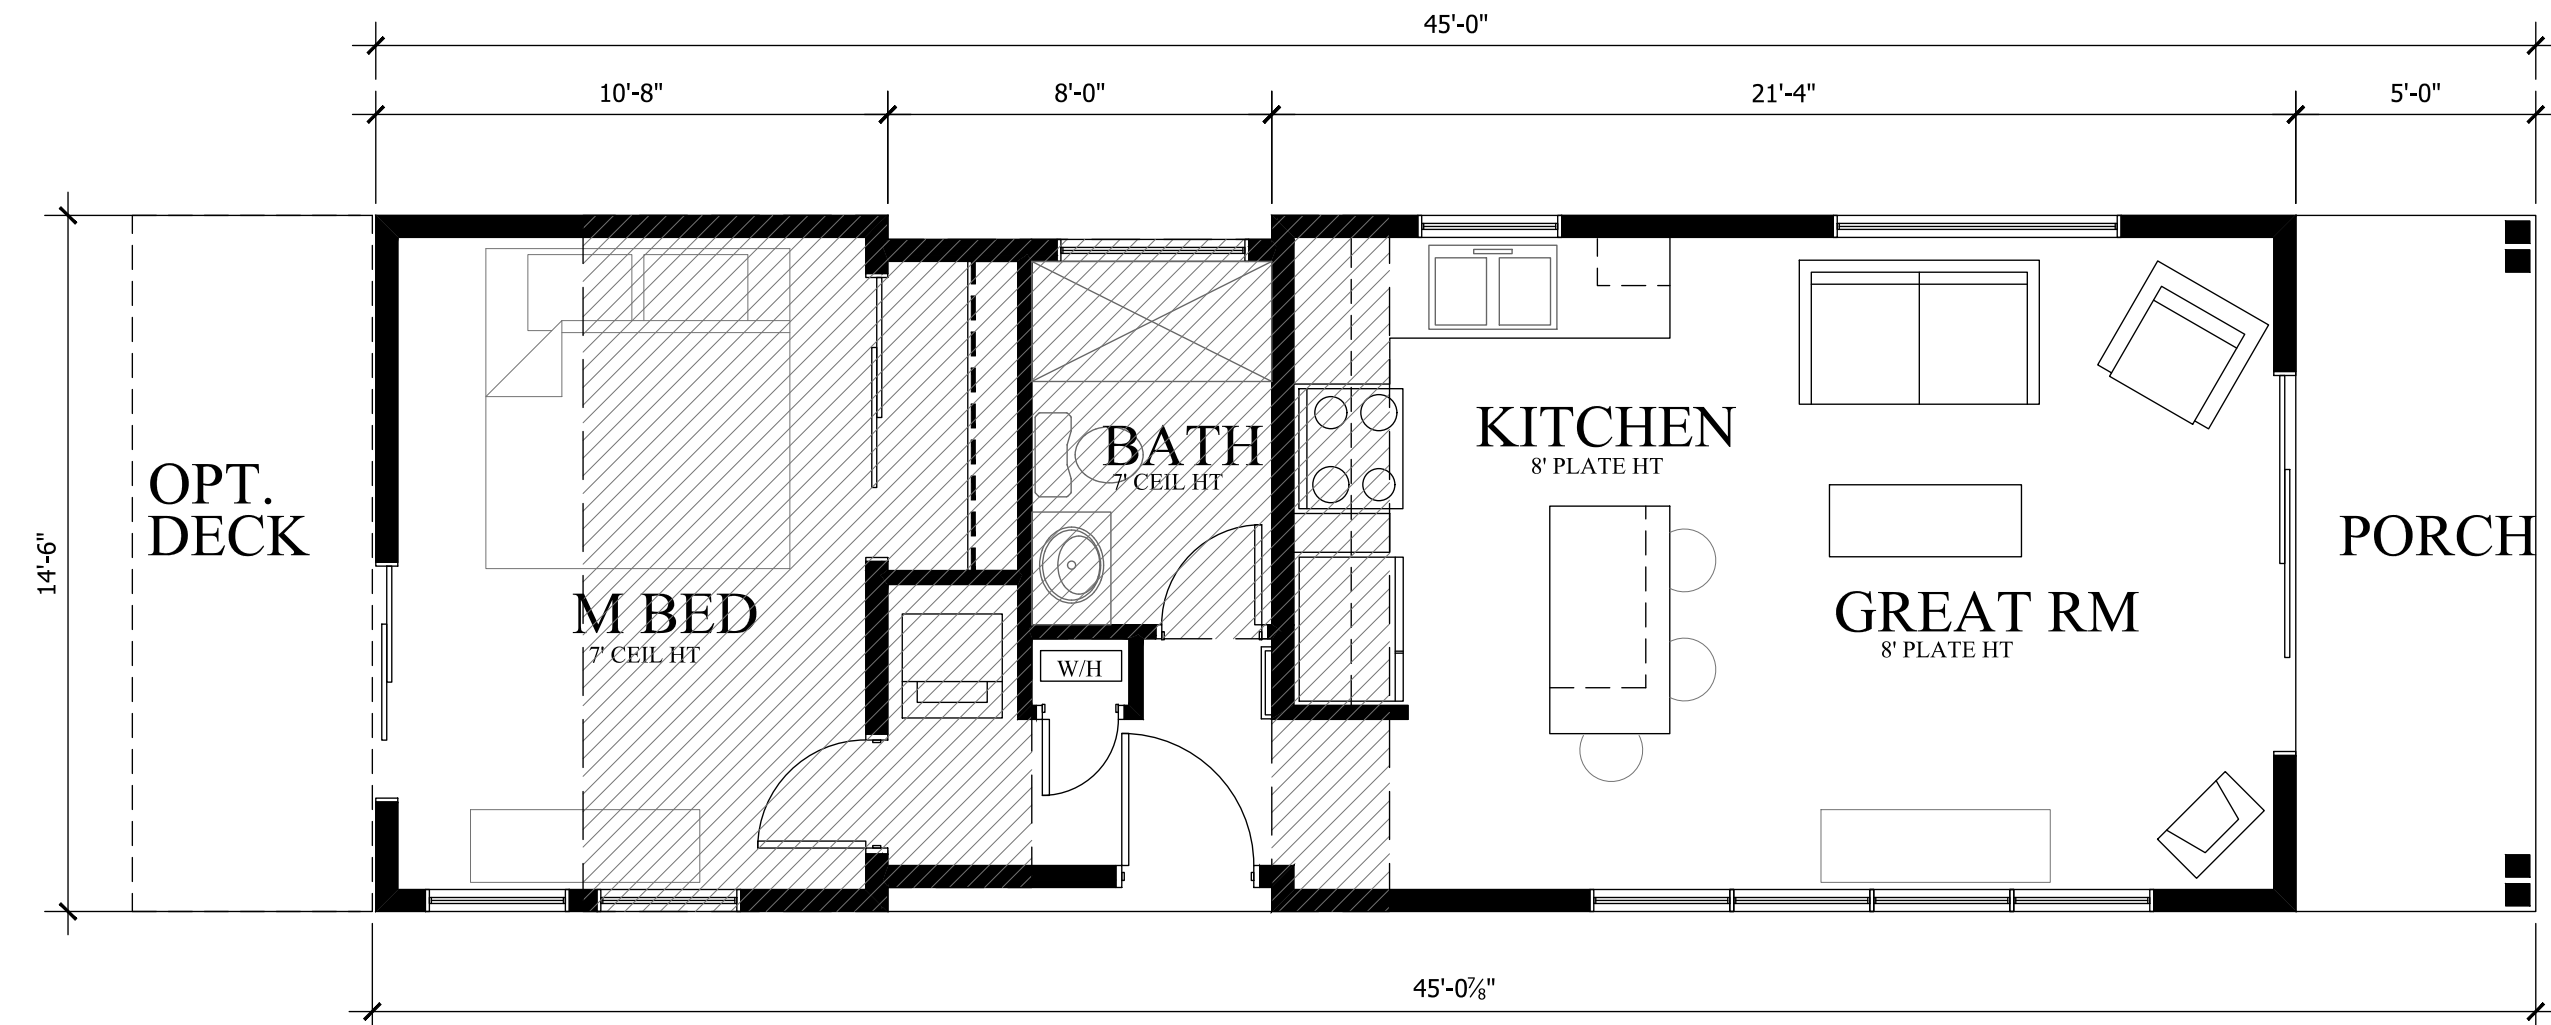 45'-0"
10'-8"
8'-0"
21'-4"
5'-0"
14'-6"
OPT.
DECK
M BED
7' CEIL HT
BATH
7' CEIL HT
W/H
KITCHEN
8' PLATE HT
GREAT RM
8' PLATE HT
PORCH
45'-0⅞"